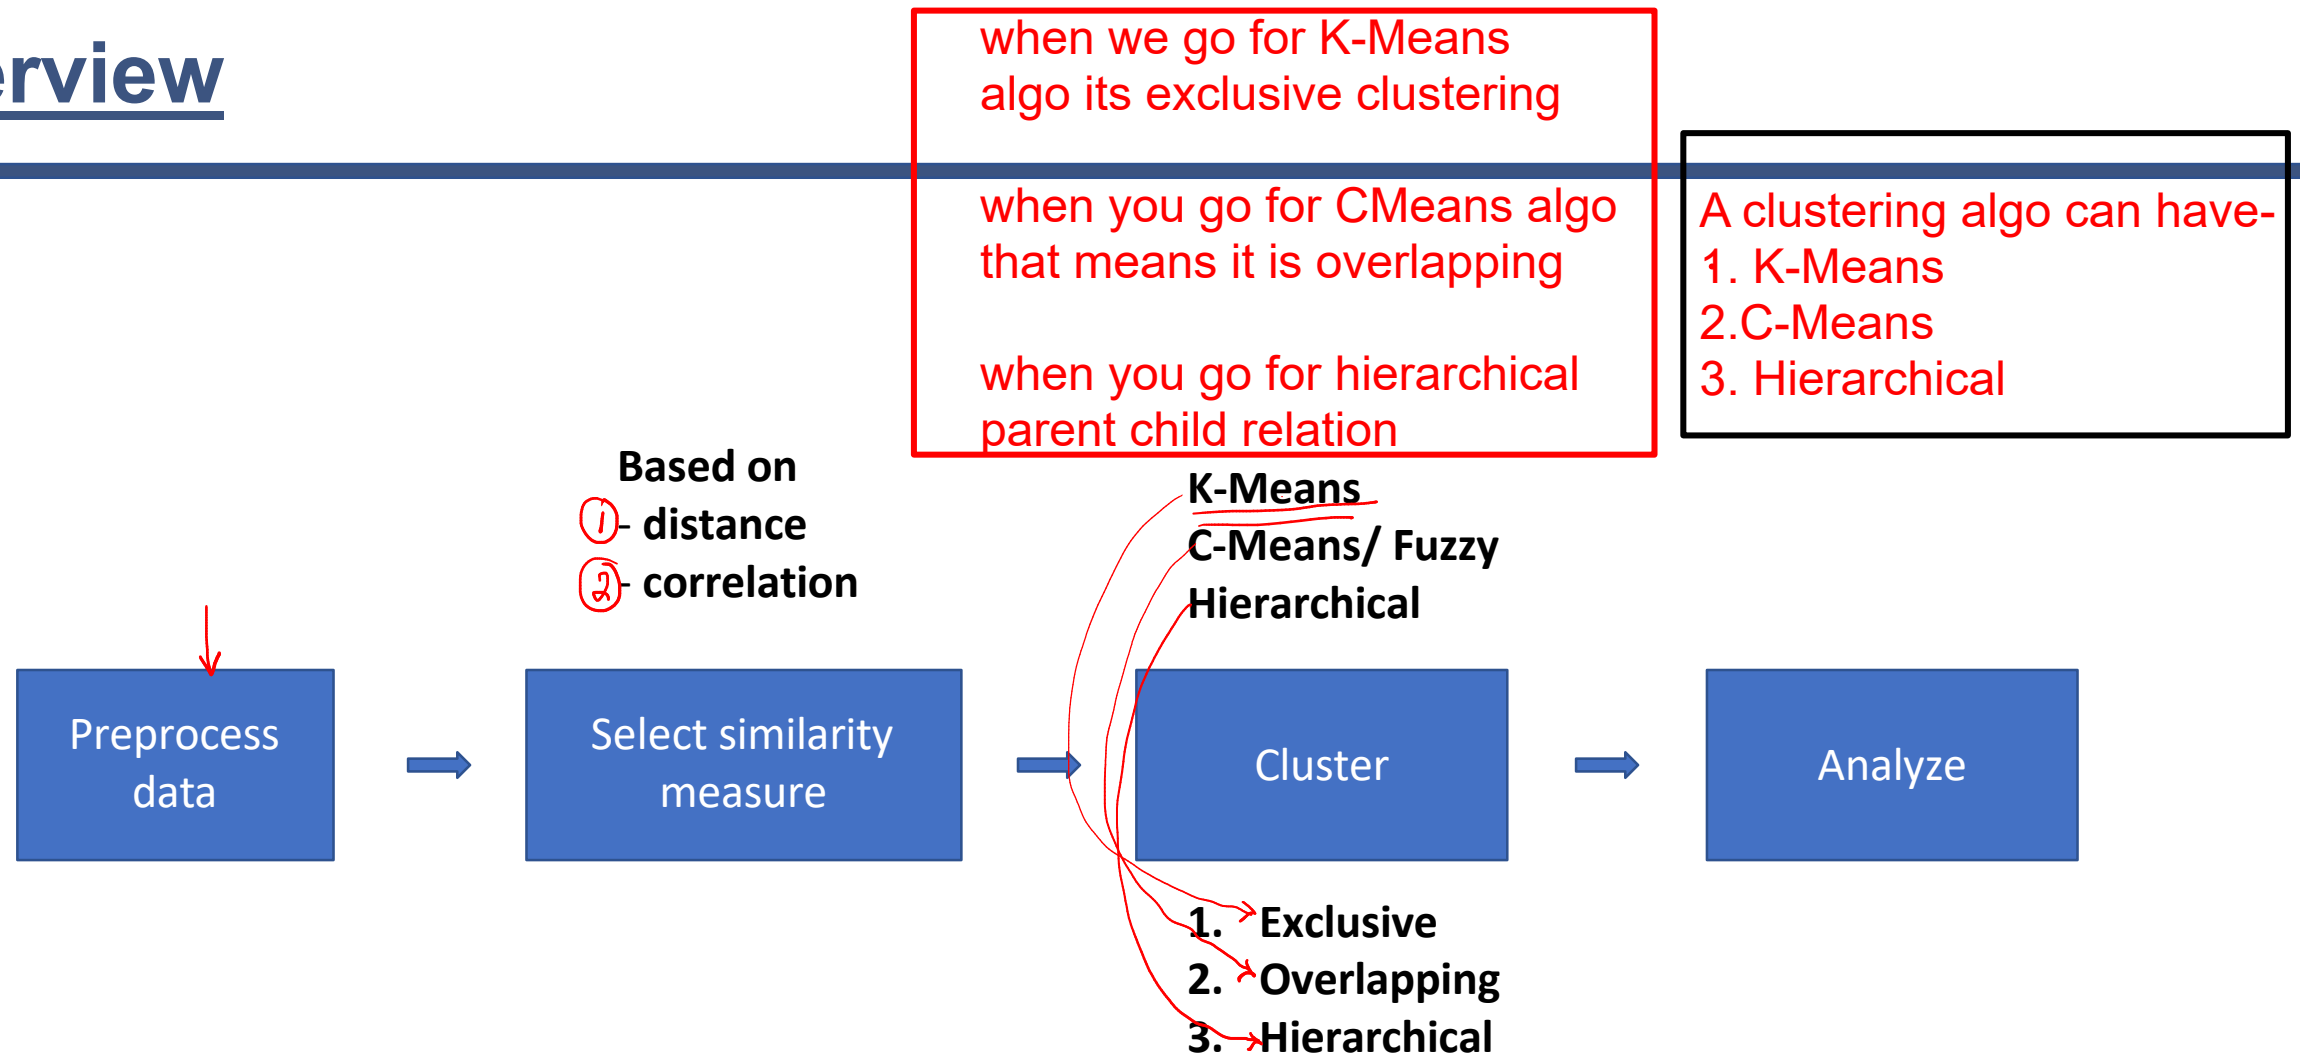 erview
when we go for K-Means
algo its exclusive clustering
when you go for CMeans algo
that means it is overlapping
when you go for hierarchical
parent child relation
A clustering algo can have-
1. K-Means
2.C-Means
3. Hierarchical
Based on
1 - distance
2 - correlation
K-Means
C-Means/ Fuzzy
Hierarchical
Preprocess
data
Select similarity
measure
Cluster
Analyze
1. Exclusive
2. Overlapping
3. Hierarchical